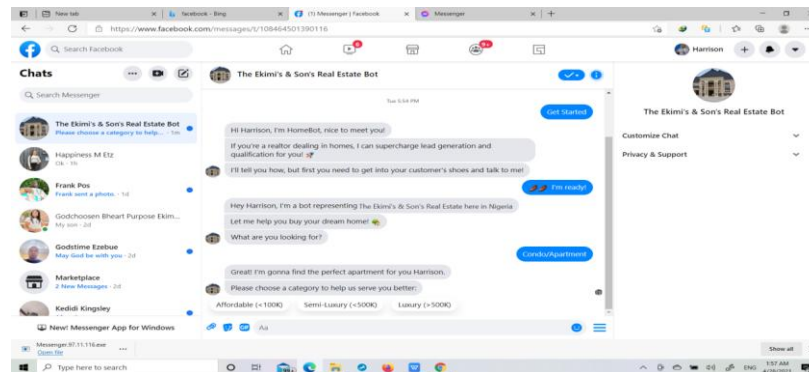 New tab
facebook - Bing
(1) Messenger | Facebook
Messenger
https://www.facebook.com/messages/t/108464501390116
Search Facebook
9+
Harrison
Chats
Search Messenger
The Ekimi's & Son's Real Estate Bot
Please choose a category to help... · 1m
Happiness M Etz
Ok · 1h
Frank Pos
Frank sent a photo. · 1d
Godchoosen Bheart Purpose Ekim...
My son · 2d
Godstime Ezebue
May God be with you · 2d
Marketplace
2 New Messages · 2d
Kedidi Kingsley
New! Messenger App for Windows
The Ekimi's & Son's Real Estate Bot
Tue 5:54 PM
Get Started
Hi Harrison, I'm HomeBot, nice to meet you!
If you're a realtor dealing in homes, I can supercharge lead generation and
qualification for you!
I'll tell you how, but first you need to get into your customer's shoes and talk to me!
I'm ready!
Hey Harrison, I'm a bot representing The Ekimi's & Son's Real Estate here in Nigeria
Let me help you buy your dream home!
What are you looking for?
Condo/Apartment
Great! I'm gonna find the perfect apartment for you Harrison.
Please choose a category to help us serve you better:
Affordable (<100K)
Semi-Luxury (<500K)
Luxury (>500K)
GIF
Aa
The Ekimi's & Son's Real Estate Bot
Customize Chat
Privacy & Support
Messenger.97.11.116.exe
Open file
Show all
Type here to search
99+
ENG
1:57 AM